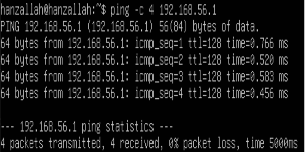 hanzallah@hanzallah:~$ ping -c 4 192.168.56.1
PING 192.168.56.1 (192.168.56.1) 56(84) bytes of data.
64 bytes from 192.168.56.1: icmp_seq=1 ttl=128 time=0.766 ms
64 bytes from 192.168.56.1: icmp_seq=2 ttl=128 time=0.520 ms
64 bytes from 192.168.56.1: icmp_seq=3 ttl=128 time=0.583 ms
64 bytes from 192.168.56.1: icmp_seq=4 ttl=128 time=0.456 ms
--- 192.168.56.1 ping statistics ---
4 packets transmitted, 4 received, 0% packet loss, time 5000ms